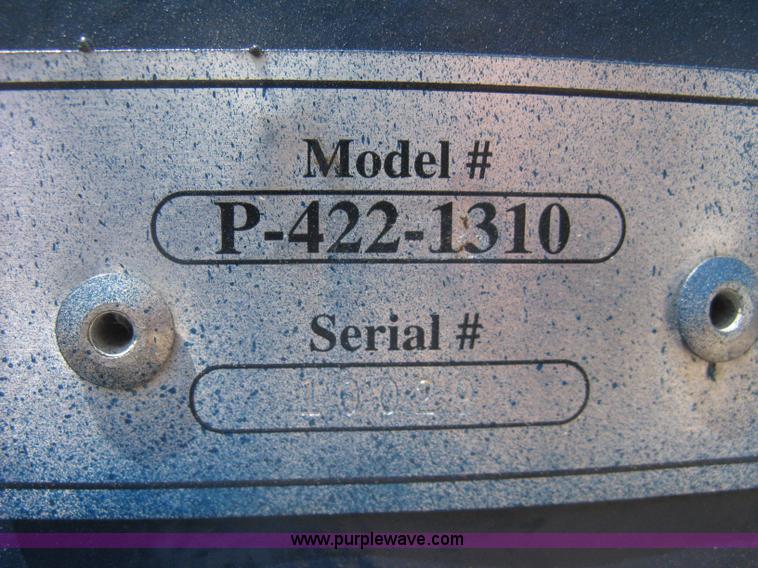 Model #
P-422-1310
Serial #
10029
www.purplewave.com